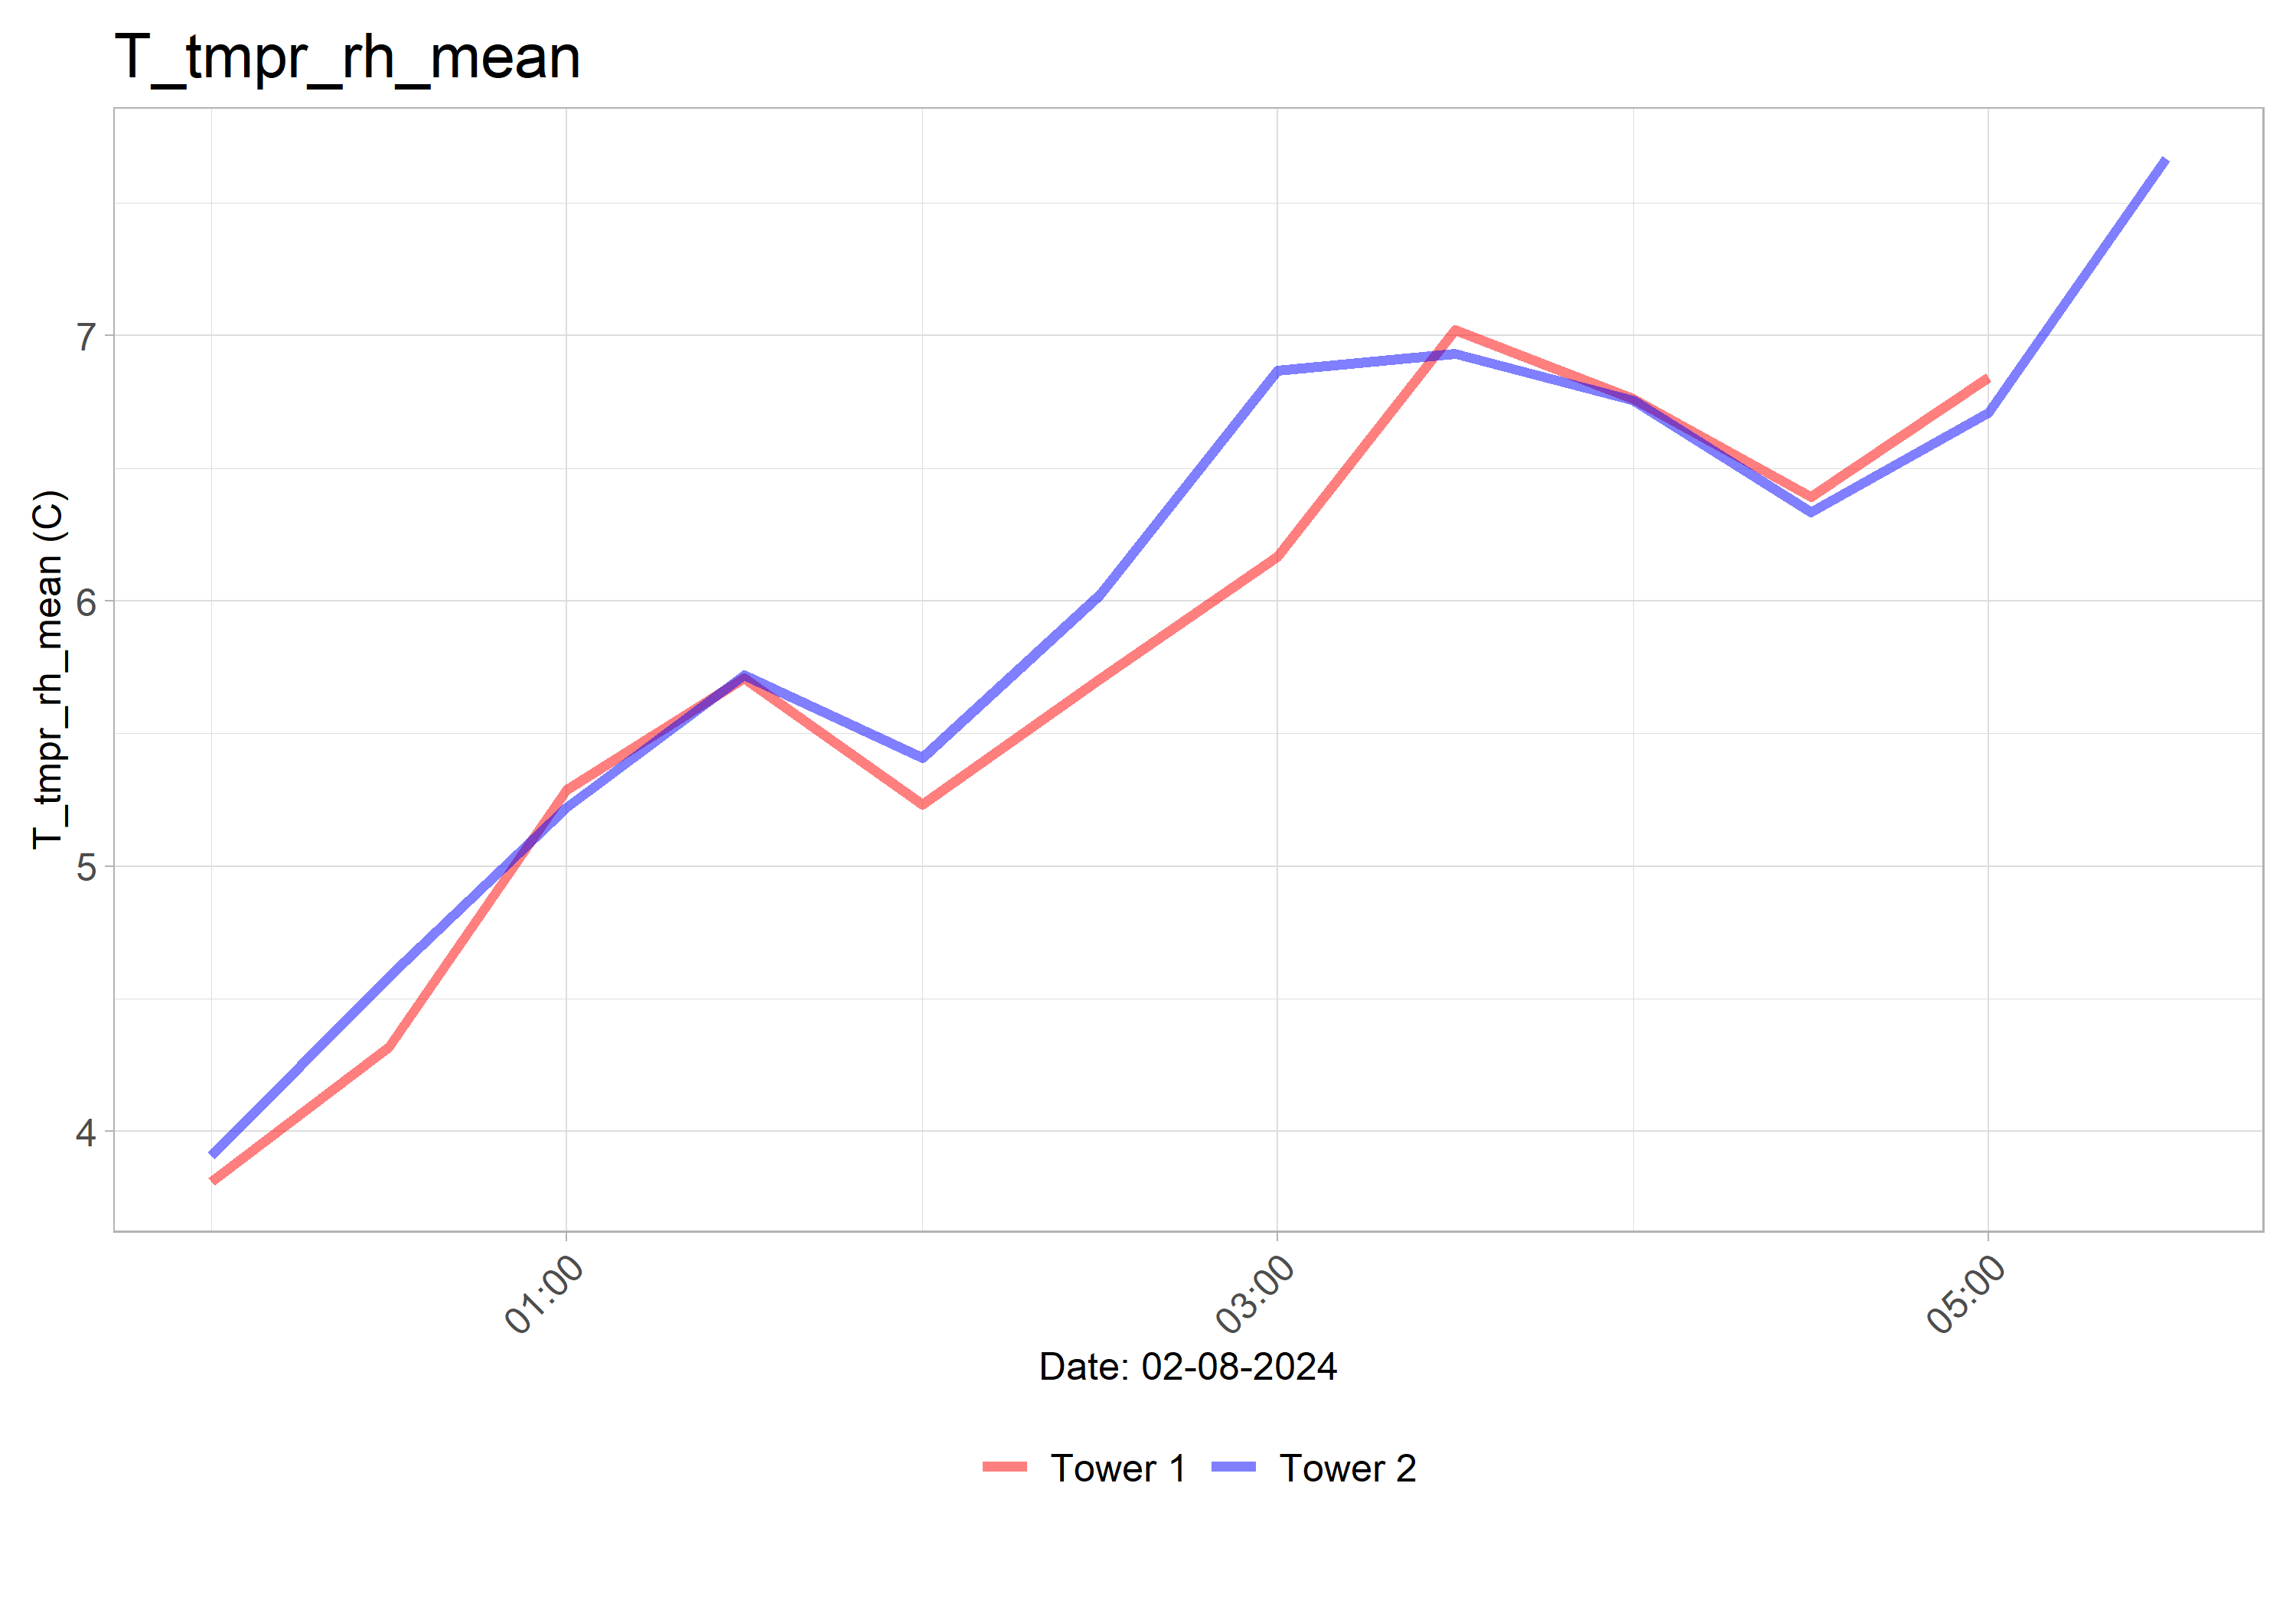 T_tmpr_rh_mean
T_tmpr_rh_mean (C)
7
6
5
4
01:00
03:00
05:00
Date: 02-08-2024
Tower 1
Tower 2